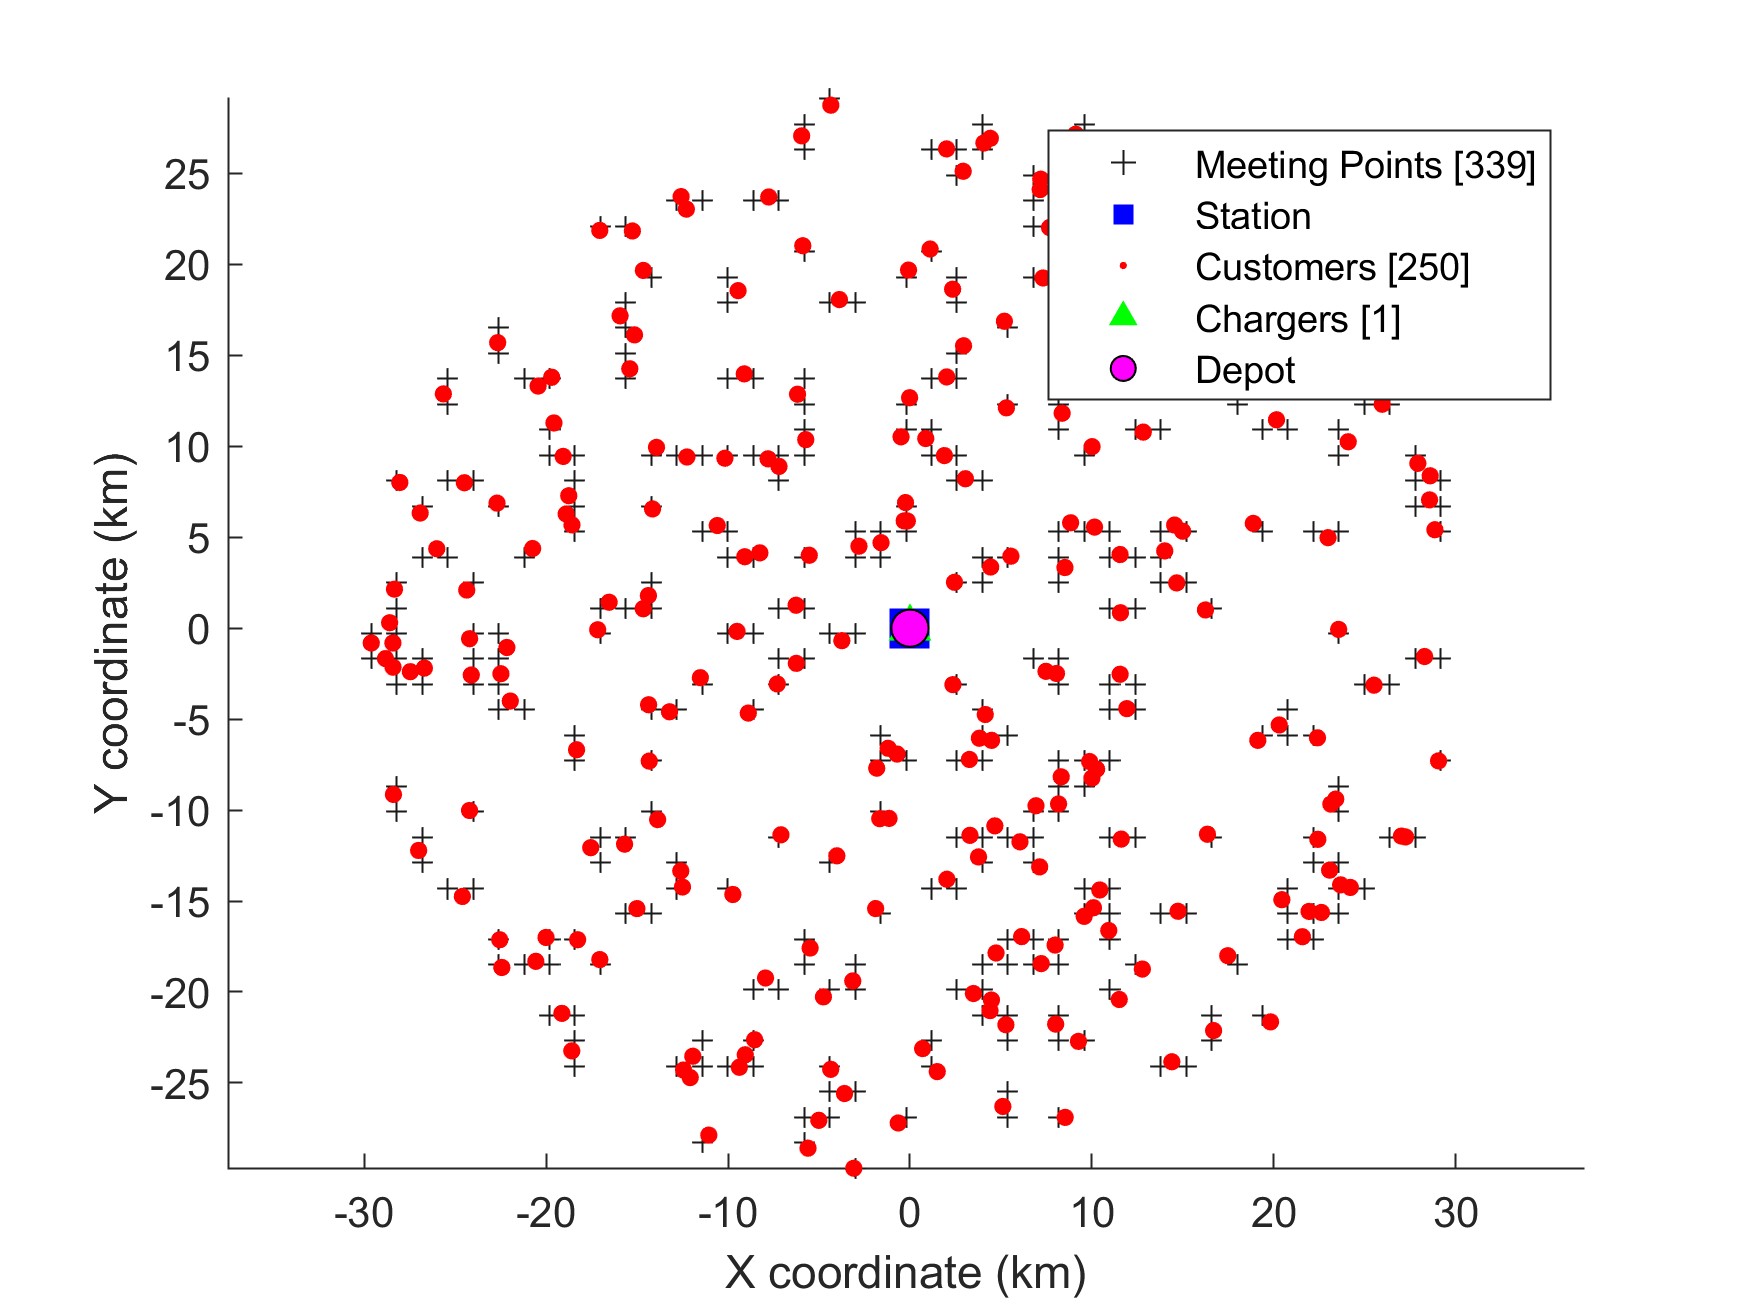 Meeting Points [339]
Station
Customers [250]
Chargers [1]
Depot
25
20
15
10
5
0
-5
-10
-15
-20
-25
Y coordinate (km)
-30 -20 -10 0 10 20 30
X coordinate (km)